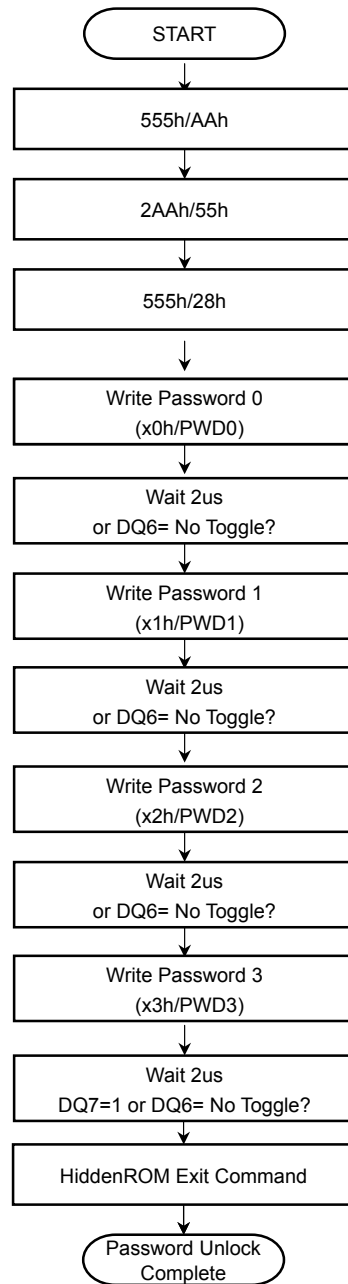 START
555h/AAh
2AAh/55h
555h/28h
Write Password 0
(x0h/PWD0)
Wait 2us
or DQ6= No Toggle?
Write Password 1
(x1h/PWD1)
Wait 2us
or DQ6= No Toggle?
Write Password 2
(x2h/PWD2)
Wait 2us
or DQ6= No Toggle?
Write Password 3
(x3h/PWD3)
Wait 2us
DQ7=1 or DQ6= No Toggle?
HiddenROM Exit Command
Password Unlock
Complete